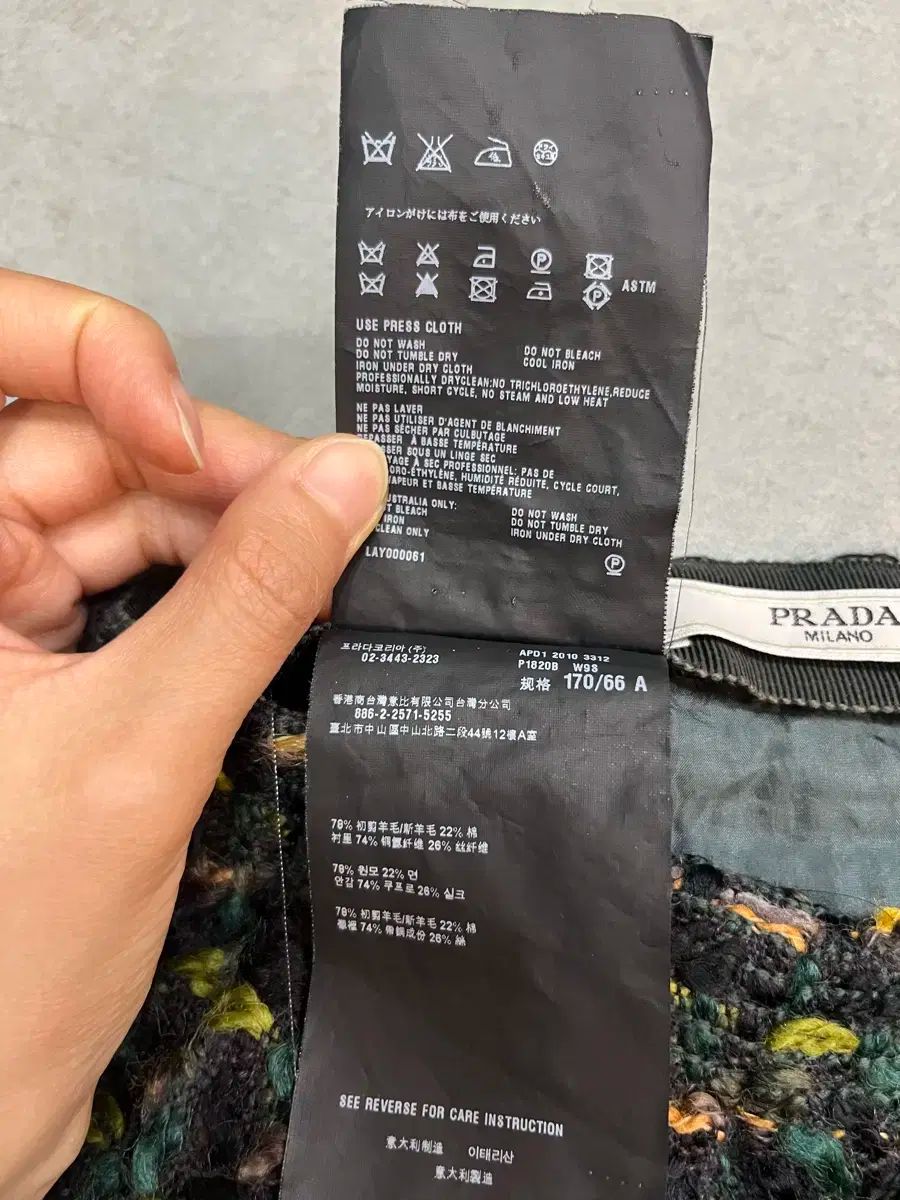 アイロンがけには布をご使用ください
ASTM
USE PRESS CLOTH
DO NOT WASH
DO NOT BLEACH
DO NOT TUMBLE DRY
COOL IRON
IRON UNDER DRY CLOTH
PROFESSIONALLY DRYCLEAN:NO TRICHLOROETHYLENE,REDUCE
MOISTURE, SHORT CYCLE, NO STEAM AND LOW HEAT
NE PAS LAVER
NE PAS UTILISER D'AGENT DE BLANCHIMENT
NE PAS SÉCHER PAR CULBUTAGE
REPASSER À BASSE TEMPÉRATURE
SOUS UN LINGE SEC
À SEC PROFESSIONNEL: PAS DE
HUMIDITÉ RÉDUITE, CYCLE COURT,
ET BASSE TEMPÉRATURE
ONLY:
DO NOT WASH
BLEACH
DO NOT TUMBLE DRY
IRON
IRON UNDER DRY CLOTH
CLEAN ONLY
LAY000061
P
PRADA
MILANO
프라다코리아 (주)
02-3443-2323
APD1 2010 3312
P1820B W9S
规格 170/66 A
香港商台灣意比有限公司台灣分公司
886-2-2571-5255
臺北市中山區中山北路二段44號12樓A室
78% 初剪羊毛/新羊毛 22% 棉
衬里 74% 铜氨纤维 26% 丝纤维
78% 원모 22% 면
안감 74% 쿠프로 26% 실크
78% 初剪羊毛/新羊毛 22% 棉
74% 帶銅成份 26% 絲
SEE REVERSE FOR CARE INSTRUCTION
意大利制造 이태리산
意大利製造